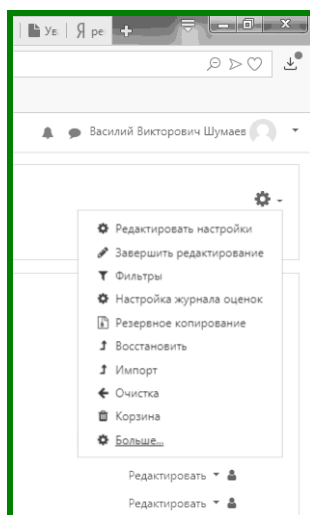 Ув
Я ре
Василий Викторович Шумаев
Редактировать настройки
Завершить редактирование
Фильтры
Настройка журнала оценок
Резервное копирование
Восстановить
Импорт
Очистка
Корзина
Больше...
Редактировать
Редактировать